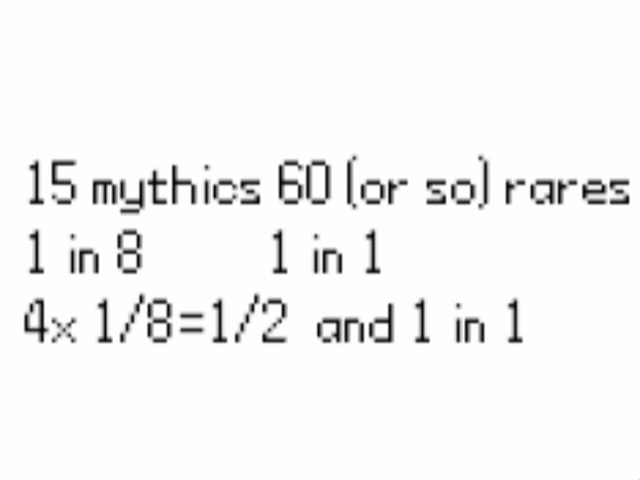 15 mythics 60 (or so) rares
1 in 8 1 in 1
4x 1/8=1/2 and 1 in 1